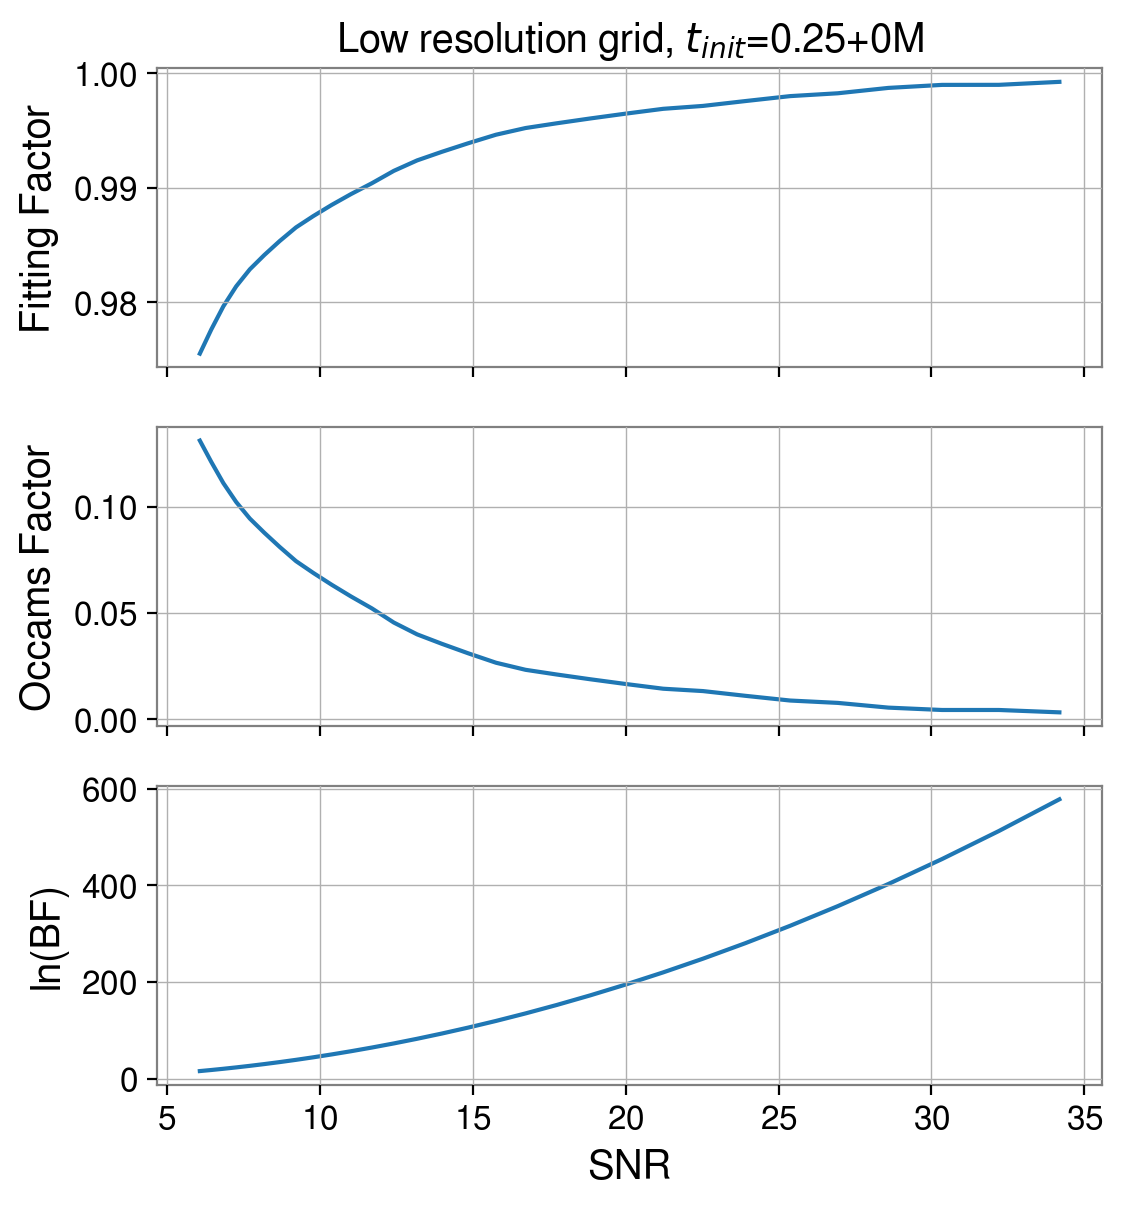 Low resolution grid, t_init=0.25+0M
1.00
0.99
0.98
Fitting Factor
0.10
0.05
0.00
Occams Factor
600
400
200
0
ln(BF)
5 10 15 20 25 30 35
SNR